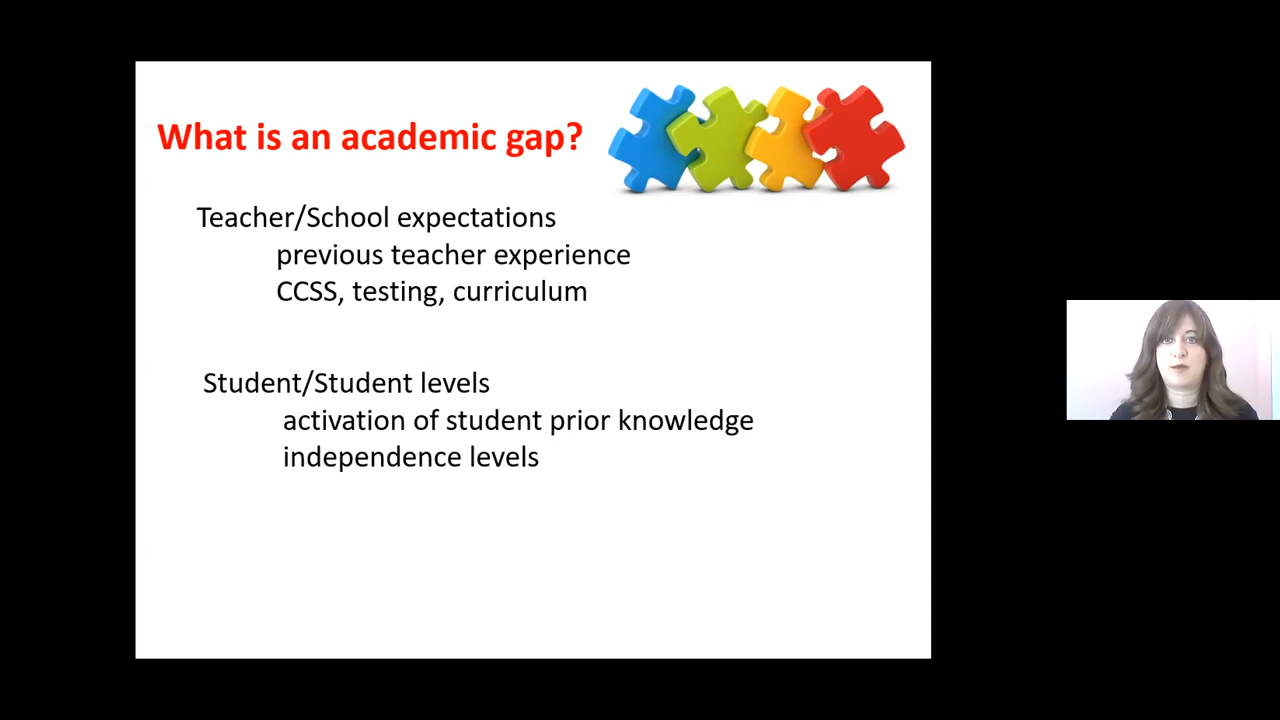 What is an academic gap?
Teacher/School expectations
previous teacher experience
CCSS, testing, curriculum
Student/Student levels
activation of student prior knowledge
independence levels